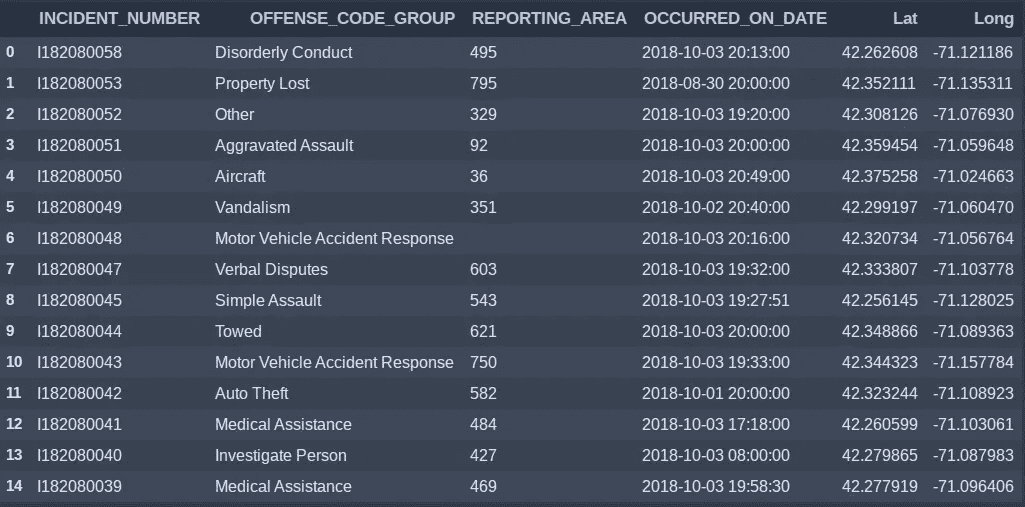 INCIDENT_NUMBER OFFENSE_CODE_GROUP REPORTING_AREA OCCURRED_ON_DATE Lat Long
0 I182080058 Disorderly Conduct 495 2018-10-03 20:13:00 42.262608 -71.121186
1 I182080053 Property Lost 795 2018-08-30 20:00:00 42.352111 -71.135311
2 I182080052 Other 329 2018-10-03 19:20:00 42.308126 -71.076930
3 I182080051 Aggravated Assault 92 2018-10-03 20:00:00 42.359454 -71.059648
4 I182080050 Aircraft 36 2018-10-03 20:49:00 42.375258 -71.024663
5 I182080049 Vandalism 351 2018-10-02 20:40:00 42.299197 -71.060470
6 I182080048 Motor Vehicle Accident Response 2018-10-03 20:16:00 42.320734 -71.056764
7 I182080047 Verbal Disputes 603 2018-10-03 19:32:00 42.333807 -71.103778
8 I182080045 Simple Assault 543 2018-10-03 19:27:51 42.256145 -71.128025
9 I182080044 Towed 621 2018-10-03 20:00:00 42.348866 -71.089363
10 I182080043 Motor Vehicle Accident Response 750 2018-10-03 19:33:00 42.344323 -71.157784
11 I182080042 Auto Theft 582 2018-10-01 20:00:00 42.323244 -71.108923
12 I182080041 Medical Assistance 484 2018-10-03 17:18:00 42.260599 -71.103061
13 I182080040 Investigate Person 427 2018-10-03 08:00:00 42.279865 -71.087983
14 I182080039 Medical Assistance 469 2018-10-03 19:58:30 42.277919 -71.096406